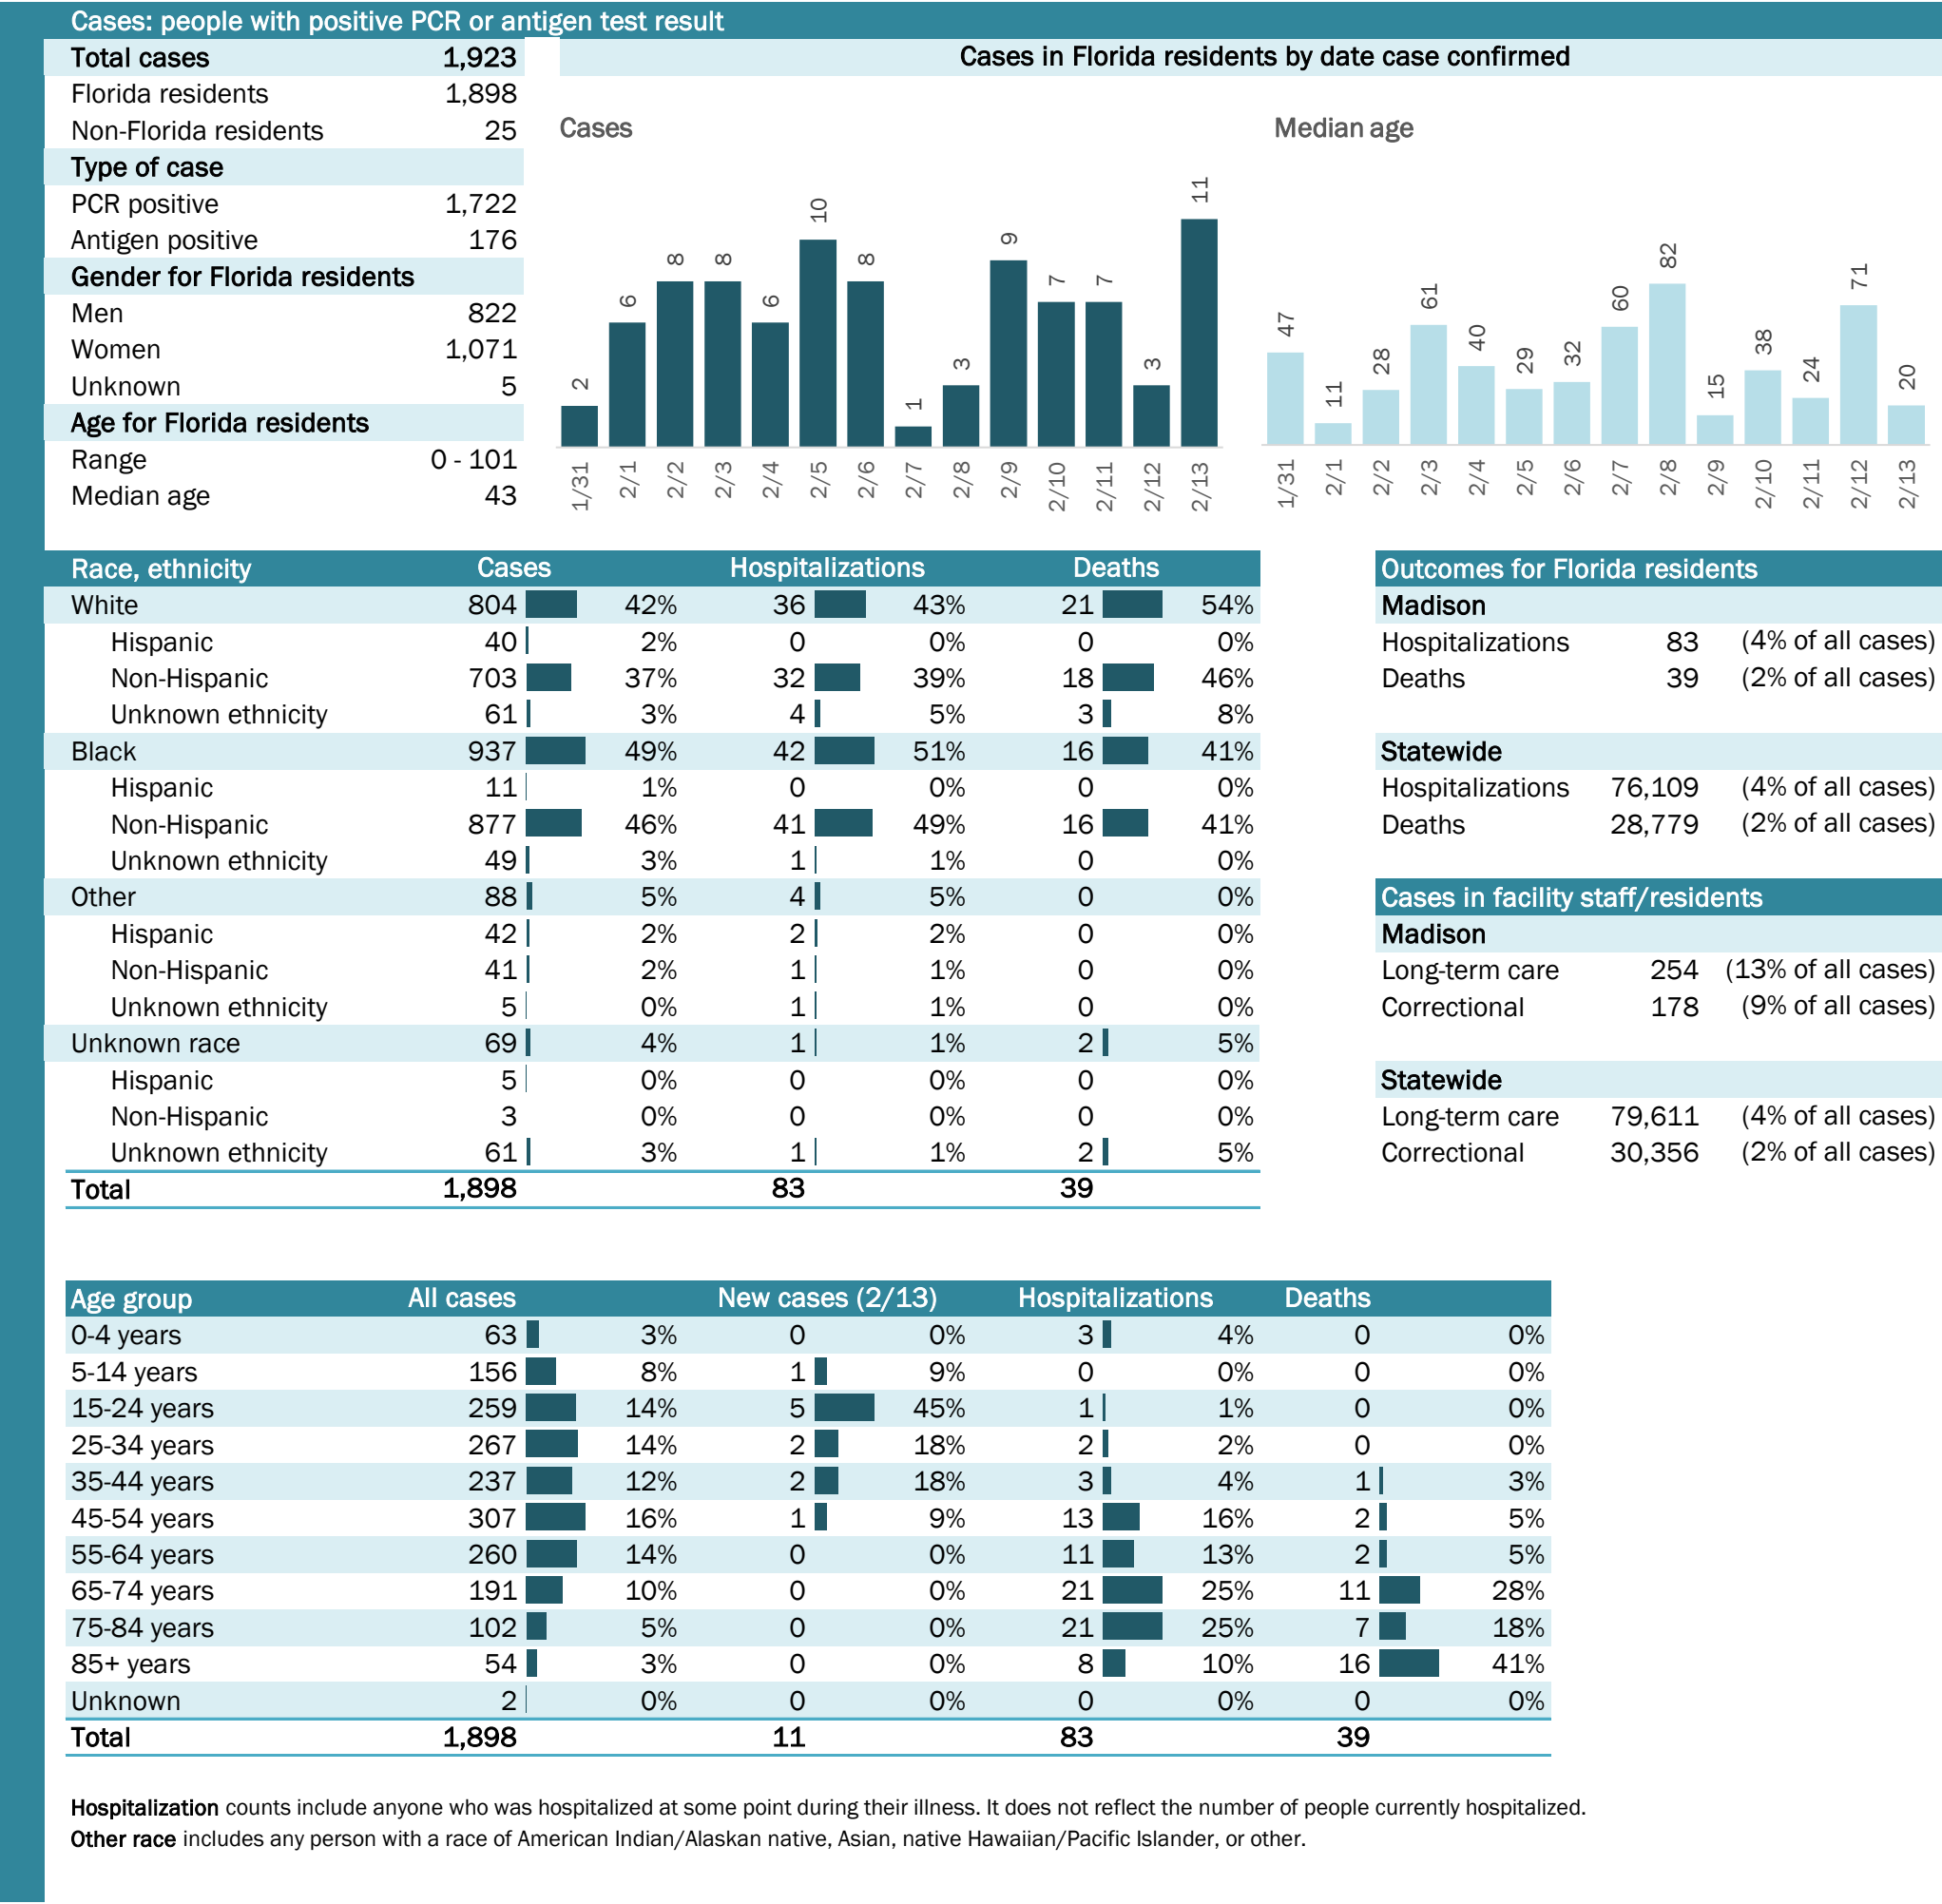 Cases: people with positive PCR or antigen test result
Total cases 1,923
Florida residents 1,898
Non-Florida residents 25
Type of case
PCR positive 1,722
Antigen positive 176
Gender for Florida residents
Men 822
Women 1,071
Unknown 5
Age for Florida residents
Range 0 - 101
Median age 43
Cases in Florida residents by date case confirmed
Cases
2 6 8 8 6 10 8 1 3 9 7 7 3 11
1/31 2/1 2/2 2/3 2/4 2/5 2/6 2/7 2/8 2/9 2/10 2/11 2/12 2/13
Median age
47 11 28 61 40 29 32 60 82 15 38 24 71 20
1/31 2/1 2/2 2/3 2/4 2/5 2/6 2/7 2/8 2/9 2/10 2/11 2/12 2/13
Race, ethnicity Cases Hospitalizations Deaths
White 804 42% 36 43% 21 54%
Hispanic 40 2% 0 0% 0 0%
Non-Hispanic 703 37% 32 39% 18 46%
Unknown ethnicity 61 3% 4 5% 3 8%
Black 937 49% 42 51% 16 41%
Hispanic 11 1% 0 0% 0 0%
Non-Hispanic 877 46% 41 49% 16 41%
Unknown ethnicity 49 3% 1 1% 0 0%
Other 88 5% 4 5% 0 0%
Hispanic 42 2% 2 2% 0 0%
Non-Hispanic 41 2% 1 1% 0 0%
Unknown ethnicity 5 0% 1 1% 0 0%
Unknown race 69 4% 1 1% 2 5%
Hispanic 5 0% 0 0% 0 0%
Non-Hispanic 3 0% 0 0% 0 0%
Unknown ethnicity 61 3% 1 1% 2 5%
Total 1,898 83 39
Outcomes for Florida residents
Madison
Hospitalizations 83 (4% of all cases)
Deaths 39 (2% of all cases)
Statewide
Hospitalizations 76,109 (4% of all cases)
Deaths 28,779 (2% of all cases)
Cases in facility staff/residents
Madison
Long-term care 254 (13% of all cases)
Correctional 178 (9% of all cases)
Statewide
Long-term care 79,611 (4% of all cases)
Correctional 30,356 (2% of all cases)
Age group All cases New cases (2/13) Hospitalizations Deaths
0-4 years 63 3% 0 0% 3 4% 0 0%
5-14 years 156 8% 1 9% 0 0% 0 0%
15-24 years 259 14% 5 45% 1 1% 0 0%
25-34 years 267 14% 2 18% 2 2% 0 0%
35-44 years 237 12% 2 18% 3 4% 1 3%
45-54 years 307 16% 1 9% 13 16% 2 5%
55-64 years 260 14% 0 0% 11 13% 2 5%
65-74 years 191 10% 0 0% 21 25% 11 28%
75-84 years 102 5% 0 0% 21 25% 7 18%
85+ years 54 3% 0 0% 8 10% 16 41%
Unknown 2 0% 0 0% 0 0% 0 0%
Total 1,898 11 83 39
Hospitalization counts include anyone who was hospitalized at some point during their illness. It does not reflect the number of people currently hospitalized.
Other race includes any person with a race of American Indian/Alaskan native, Asian, native Hawaiian/Pacific Islander, or other.